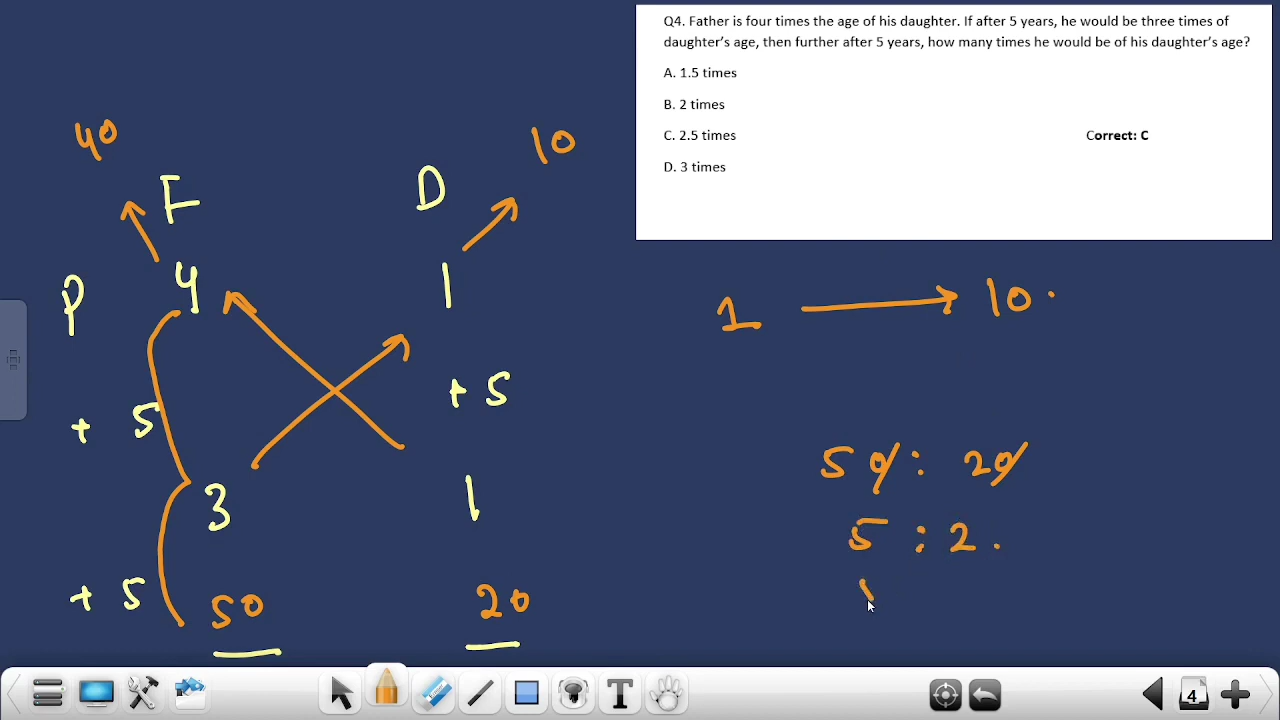 Q4. Father is four times the age of his daughter. If after 5 years, he would be three times of
daughter's age, then further after 5 years, how many times he would be of his daughter's age?
A. 1.5 times
B. 2 times
C. 2.5 times Correct: C
D. 3 times
40 10
F D
P 4 1
+ 5 + 5
3 1
+ 5 50 20
1 10.
50 : 20
5 : 2.
T
4